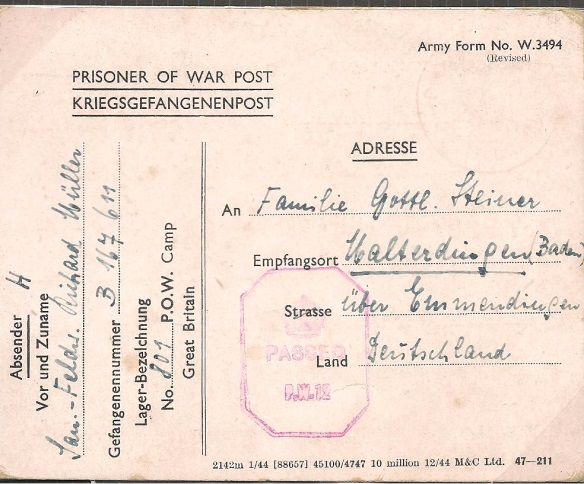 Army Form No. W.3494
(Revised)
PRISONER OF WAR POST
KRIEGSGEFANGENENPOST
ADRESSE
An Familie Gottl. Steiner
Empfangsort Malterdingen (Baden)
Strasse über Emmendingen
Land Deutschland
PASSED
P.W.12
Absender H
Vor und Zuname
San.-Feldw. Richard Müller
Gefangenennummer B 167611
Lager-Bezeichnung
No. 801 P.O.W. Camp
Great Britain
2142m 1/44 [88657] 45100/4747 10 million 12/44 M&C Ltd. 47—211